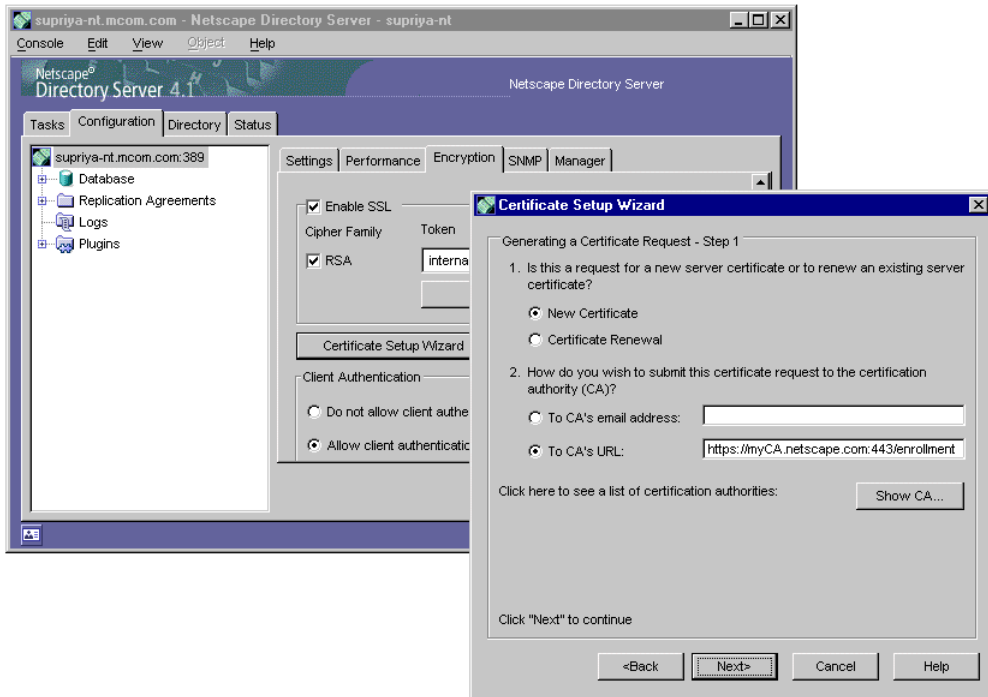 supriya-nt.mcom.com - Netscape Directory Server - supriya-nt
Console Edit View Object Help
Netscape®
Directory Server 4.1
Netscape Directory Server
Tasks Configuration Directory Status
supriya-nt.mcom.com:389
Database
Replication Agreements
Logs
Plugins
Settings Performance Encryption SNMP Manager
Enable SSL
Cipher Family Token
RSA interna
Certificate Setup Wizard
Client Authentication
Do not allow client authe
Allow client authenticatio
Certificate Setup Wizard
Generating a Certificate Request - Step 1
1. Is this a request for a new server certificate or to renew an existing server
certificate?
New Certificate
Certificate Renewal
2. How do you wish to submit this certificate request to the certification
authority (CA)?
To CA's email address:
To CA's URL: https://myCA.netscape.com:443/enrollment
Click here to see a list of certification authorities: Show CA...
Click "Next" to continue
<Back Next> Cancel Help